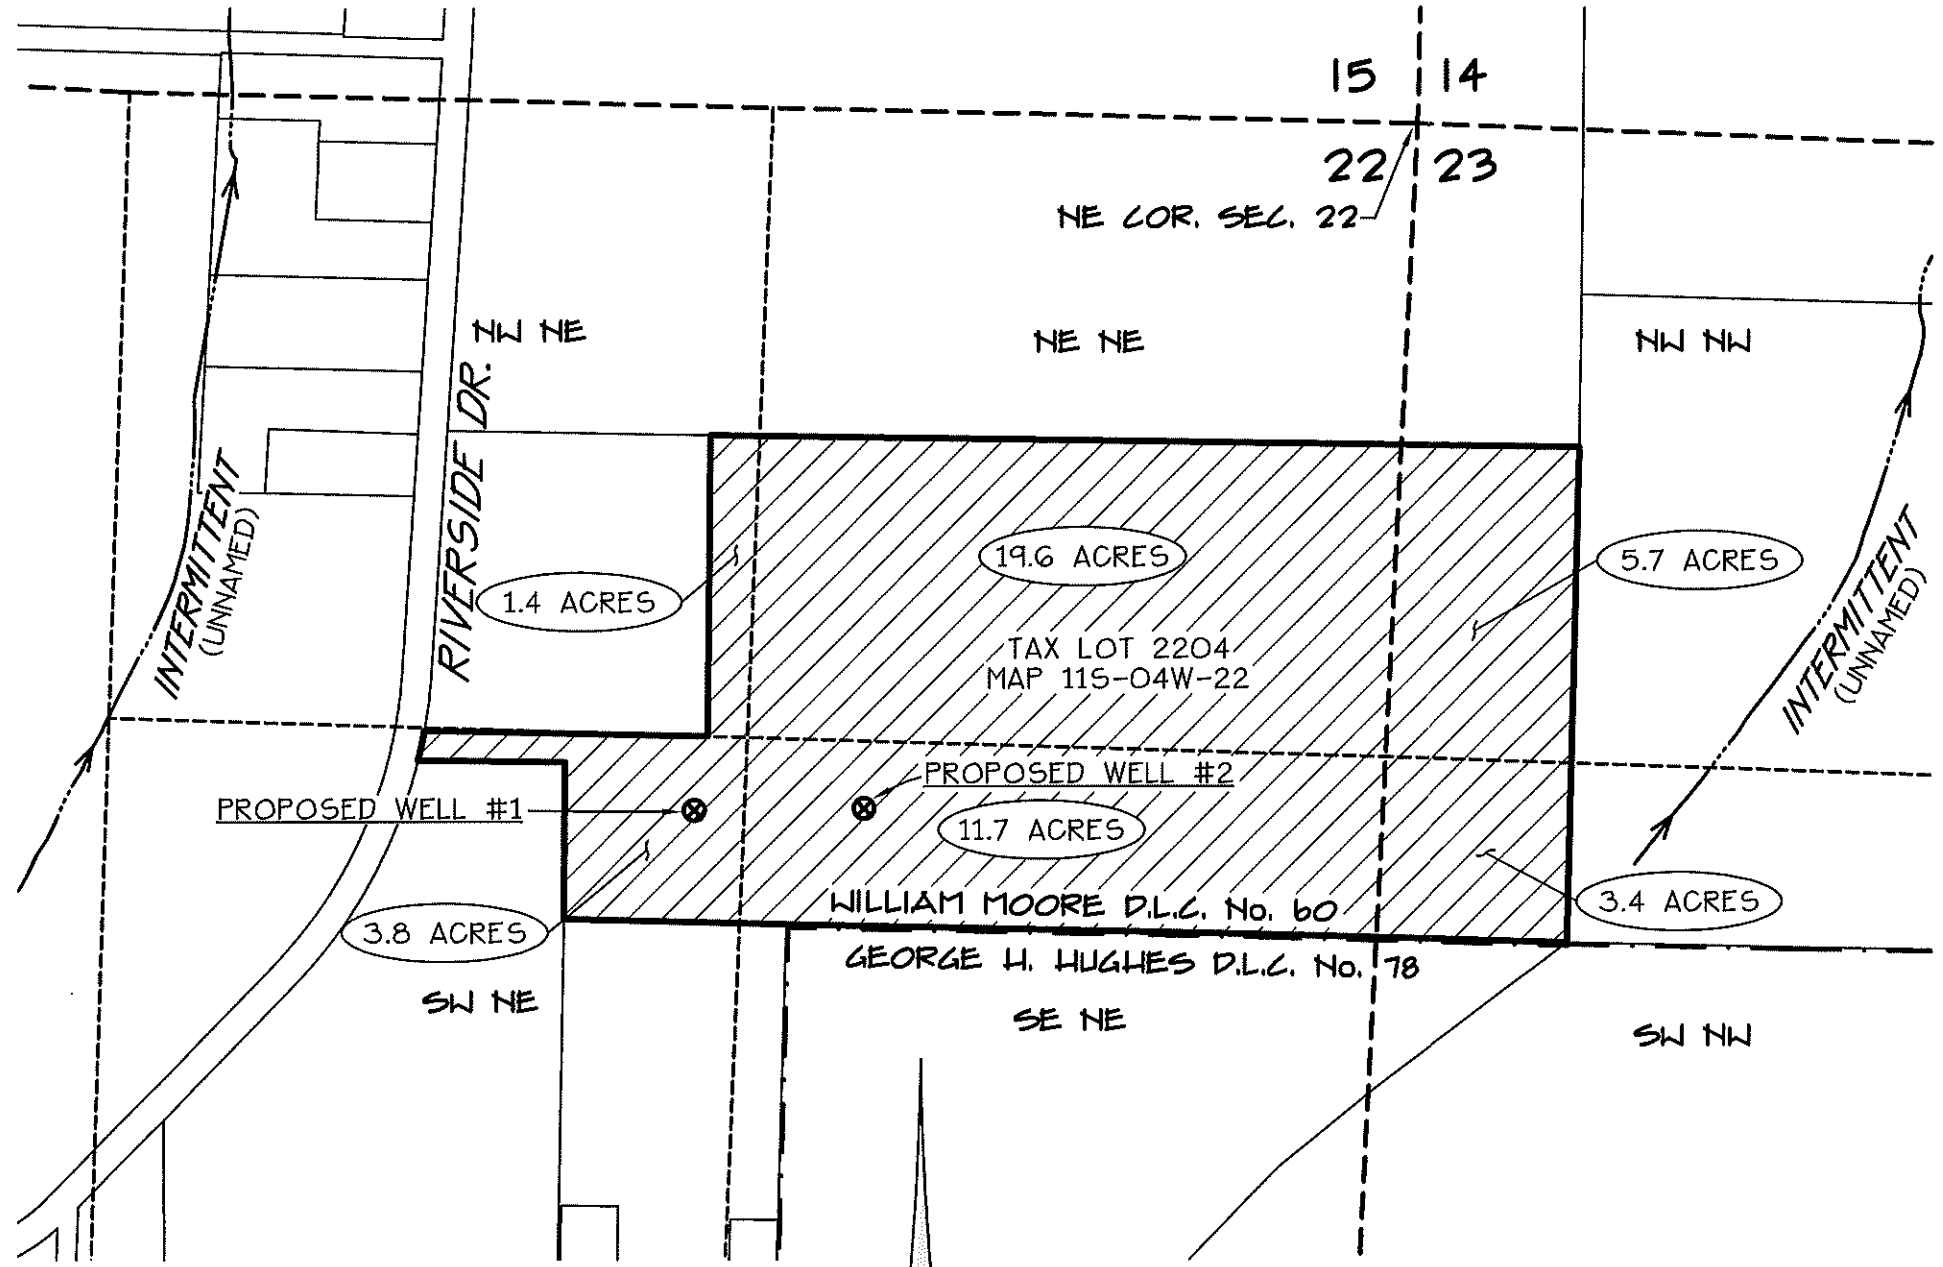 15 14
22 23
NE COR. SEC. 22
NW NE
NE NE
NW NW
RIVERSIDE DR.
INTERMITTENT
(UNNAMED)
1.4 ACRES
19.6 ACRES
5.7 ACRES
TAX LOT 2204
MAP 11S-04W-22
INTERMITTENT
(UNNAMED)
PROPOSED WELL #1
PROPOSED WELL #2
11.7 ACRES
3.8 ACRES
3.4 ACRES
WILLIAM MOORE D.L.C. No. 60
GEORGE H. HUGHES D.L.C. No. 78
SW NE
SE NE
SW NW